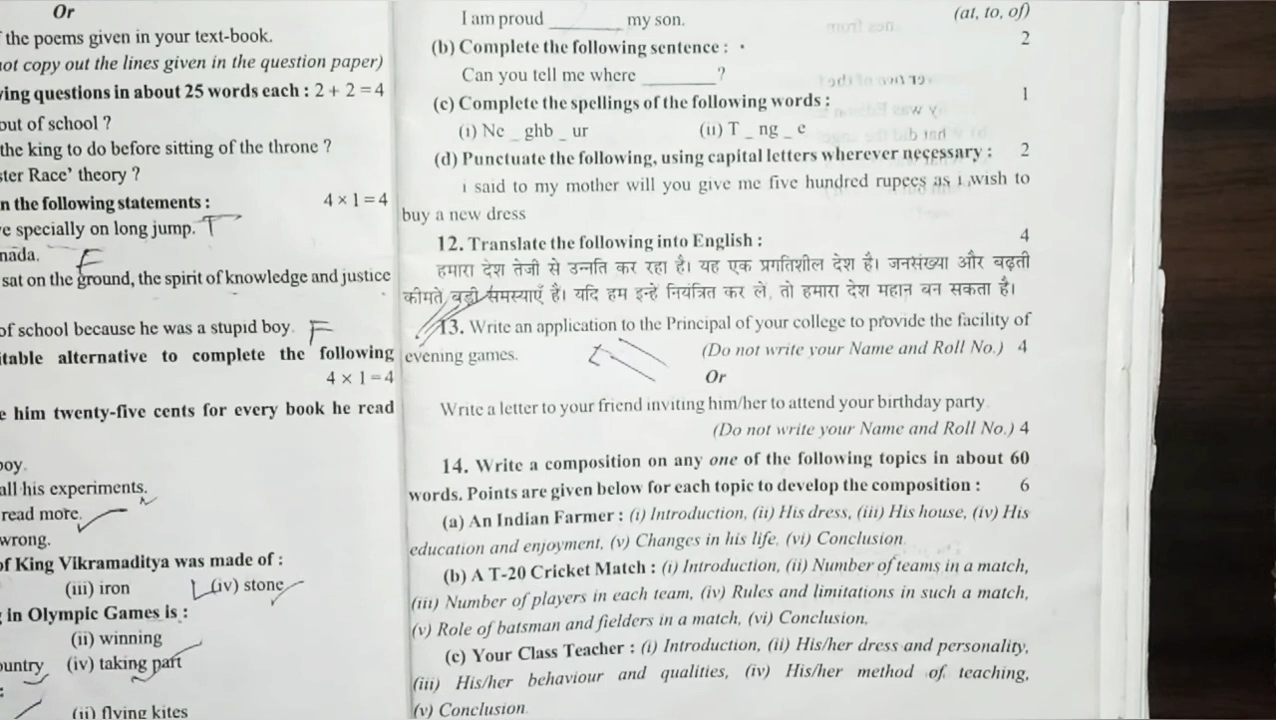 Or
the poems given in your text-book.
not copy out the lines given in the question paper)
ving questions in about 25 words each : 2 + 2 = 4
out of school ?
the king to do before sitting of the throne ?
ster Race' theory ?
n the following statements : 4 × 1 = 4
e specially on long jump. T
nada. F
sat on the ground, the spirit of knowledge and justice
of school because he was a stupid boy. F
itable alternative to complete the following
4 × 1 = 4
e him twenty-five cents for every book he read
boy.
all his experiments.
read more.
wrong.
of King Vikramaditya was made of :
(iii) iron (iv) stone
in Olympic Games is :
(ii) winning
ountry (iv) taking part
:
(ii) flying kites
I am proud ________ my son. (at, to, of)
(b) Complete the following sentence : 2
Can you tell me where ________ ?
(c) Complete the spellings of the following words : 1
(i) Ne _ ghb _ ur (ii) T _ ng _ e
(d) Punctuate the following, using capital letters wherever necessary : 2
i said to my mother will you give me five hundred rupees as i wish to
buy a new dress
12. Translate the following into English : 4
हमारा देश तेजी से उन्नति कर रहा है। यह एक प्रगतिशील देश है। जनसंख्या और बढ़ती
कीमतें बड़ी समस्याएँ हैं। यदि हम इन्हें नियंत्रित कर लें, तो हमारा देश महान बन सकता है।
13. Write an application to the Principal of your college to provide the facility of
evening games. (Do not write your Name and Roll No.) 4
Or
Write a letter to your friend inviting him/her to attend your birthday party.
(Do not write your Name and Roll No.) 4
14. Write a composition on any one of the following topics in about 60
words. Points are given below for each topic to develop the composition : 6
(a) An Indian Farmer : (i) Introduction, (ii) His dress, (iii) His house, (iv) His
education and enjoyment, (v) Changes in his life, (vi) Conclusion.
(b) A T-20 Cricket Match : (i) Introduction, (ii) Number of teams in a match,
(iii) Number of players in each team, (iv) Rules and limitations in such a match,
(v) Role of batsman and fielders in a match, (vi) Conclusion.
(c) Your Class Teacher : (i) Introduction, (ii) His/her dress and personality,
(iii) His/her behaviour and qualities, (iv) His/her method of teaching,
(v) Conclusion.